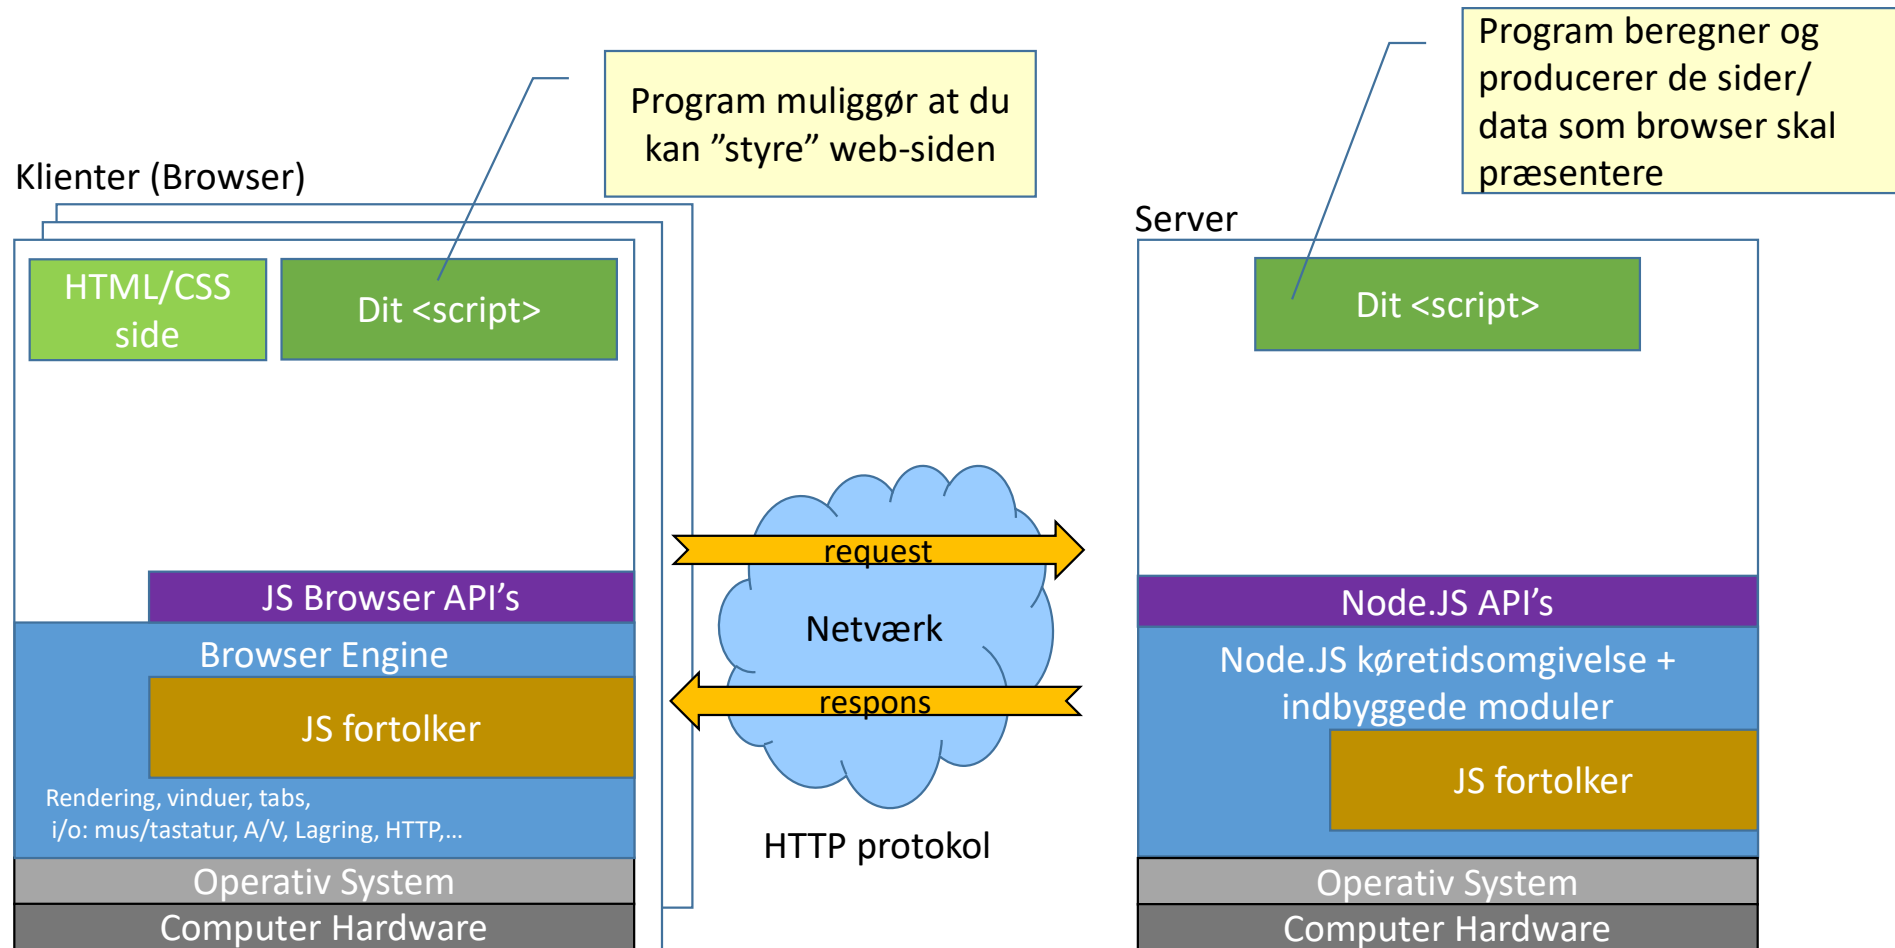 Program beregner og
producerer de sider/
data som browser skal
præsentere
Program muliggør at du
kan ”styre” web-siden
Klienter (Browser)
Server
HTML/CSS
side
Dit <script>
Dit <script>
request
Netværk
respons
HTTP protokol
JS Browser API’s
Browser Engine
JS fortolker
Rendering, vinduer, tabs,
i/o: mus/tastatur, A/V, Lagring, HTTP,...
Operativ System
Computer Hardware
Node.JS API’s
Node.JS køretidsomgivelse +
indbyggede moduler
JS fortolker
Operativ System
Computer Hardware